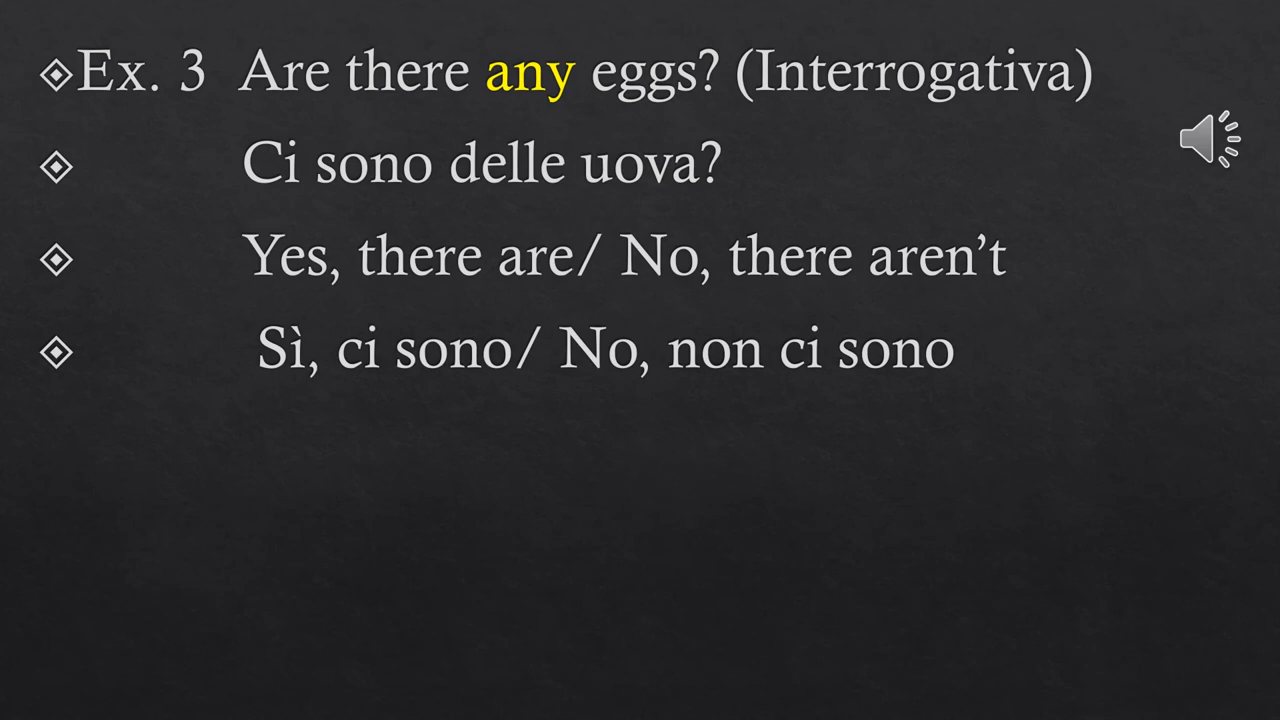 Ex. 3 Are there any eggs? (Interrogativa)
Ci sono delle uova?
Yes, there are/ No, there aren’t
Sì, ci sono/ No, non ci sono